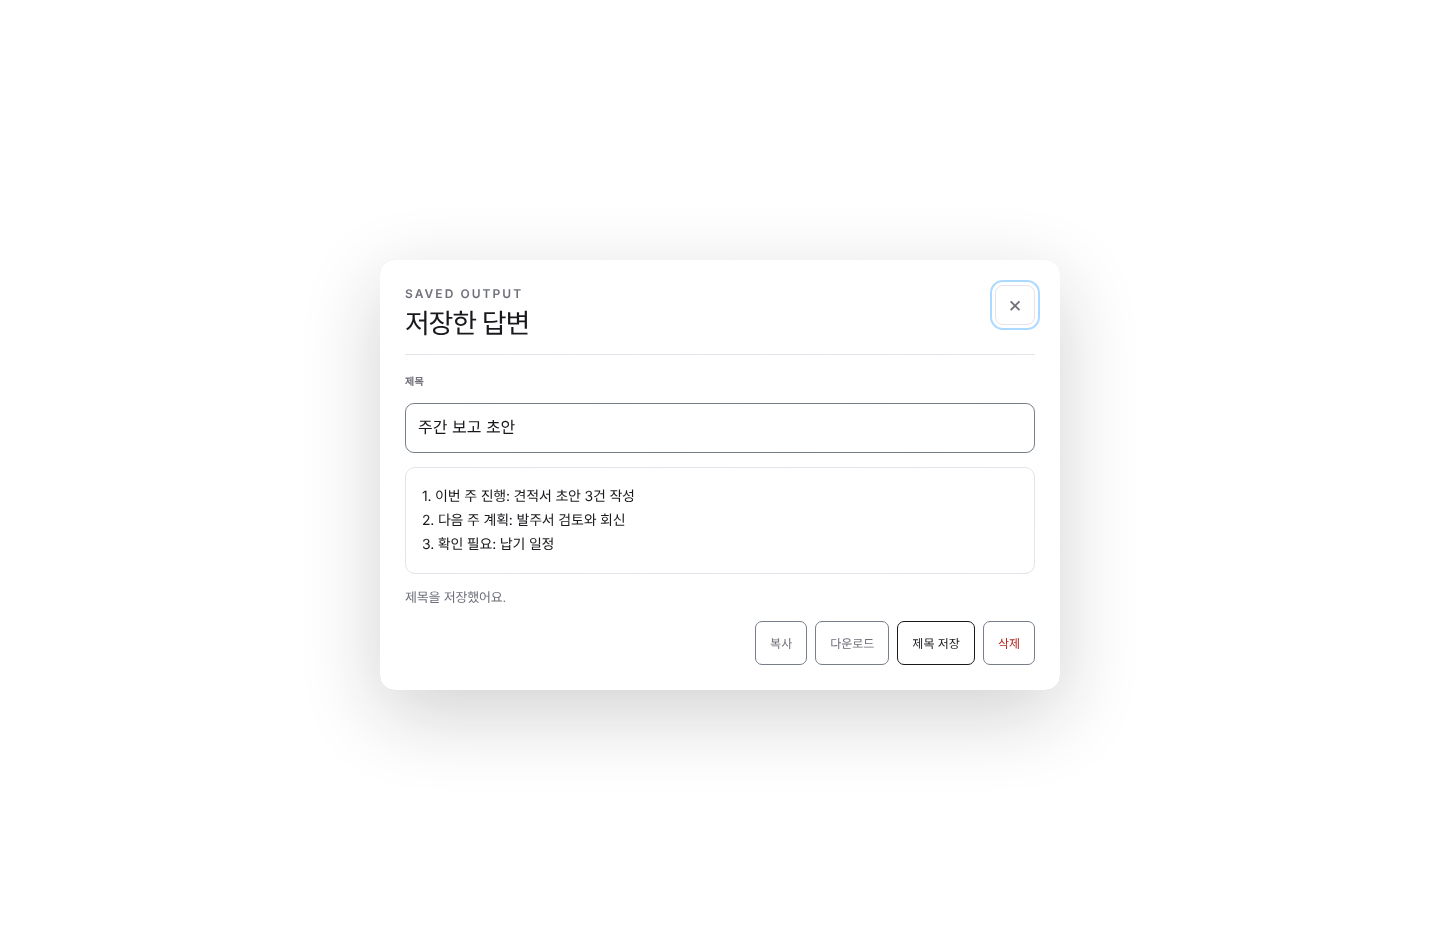 SAVED OUTPUT
저장한 답변
제목
주간 보고 초안
1. 이번 주 진행: 견적서 초안 3건 작성
2. 다음 주 계획: 발주서 검토와 회신
3. 확인 필요: 납기 일정
제목을 저장했어요.
복사 다운로드 제목 저장 삭제